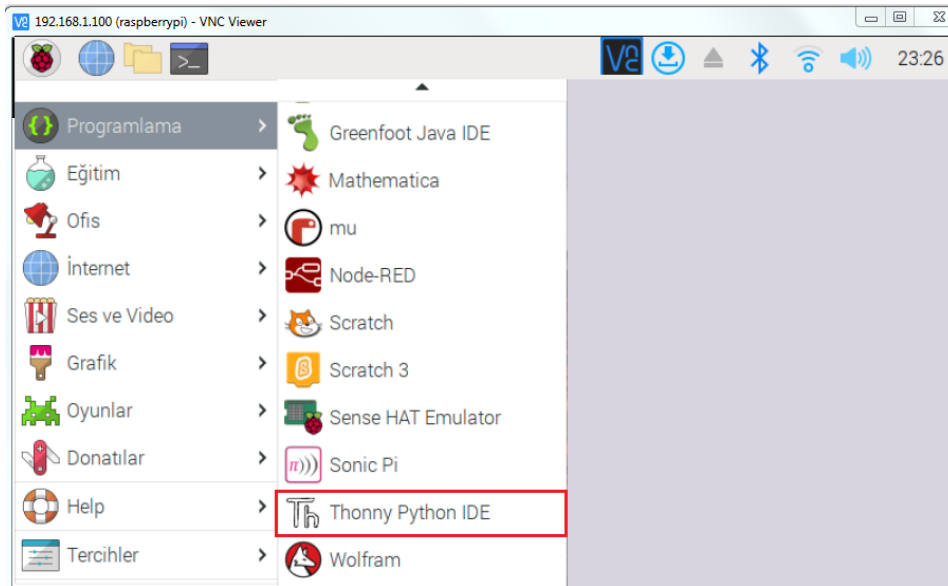 192.168.1.100 (raspberrypi) - VNC Viewer
23:26
Programlama
Eğitim
Ofis
İnternet
Ses ve Video
Grafik
Oyunlar
Donatılar
Help
Tercihler
Greenfoot Java IDE
Mathematica
mu
Node-RED
Scratch
Scratch 3
Sense HAT Emulator
Sonic Pi
Thonny Python IDE
Wolfram